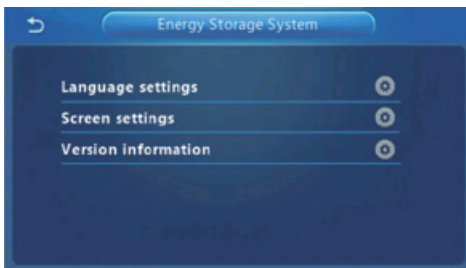 Energy Storage System
Language settings
Screen settings
Version information